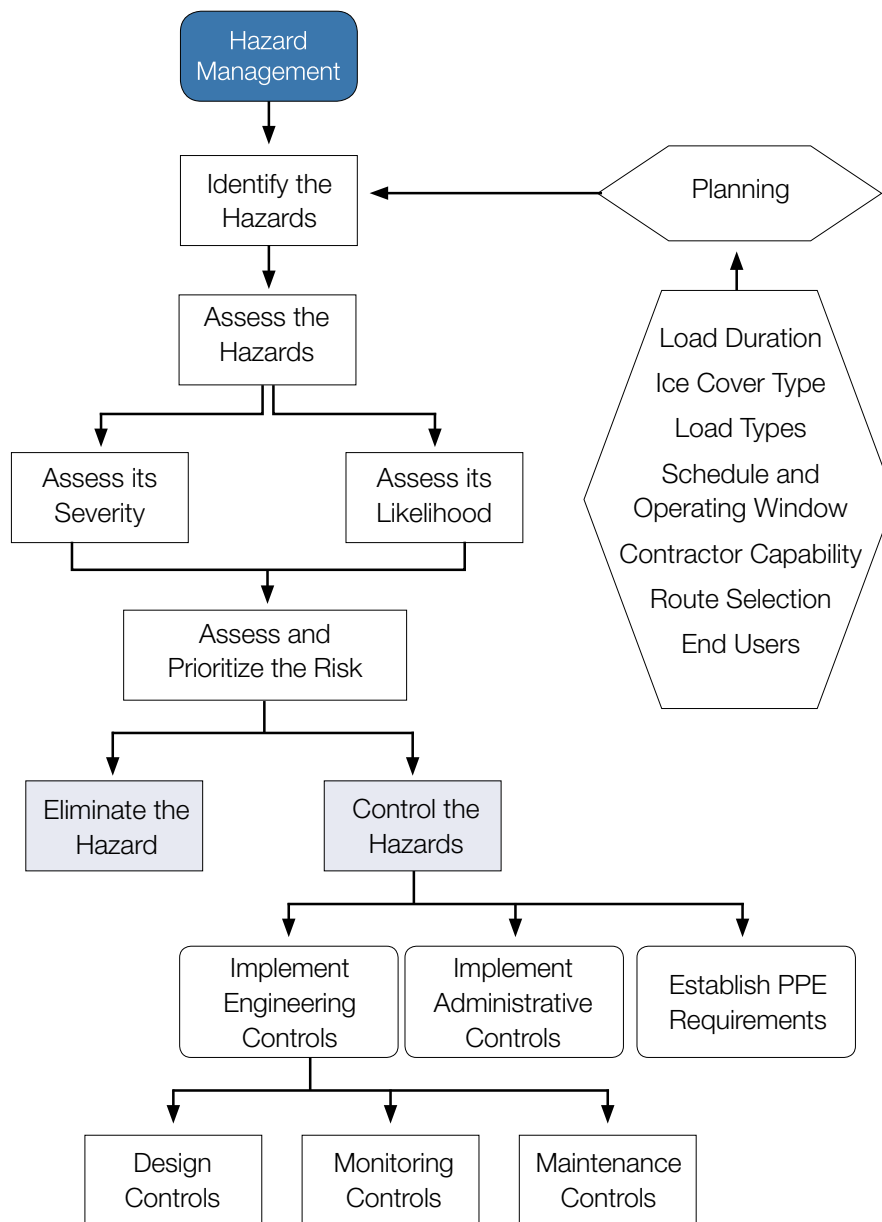 Hazard
Management
Identify the
Hazards
Planning
Assess the
Hazards
Load Duration
Ice Cover Type
Load Types
Schedule and
Operating Window
Contractor Capability
Route Selection
End Users
Assess its
Severity
Assess its
Likelihood
Assess and
Prioritize the Risk
Eliminate the
Hazard
Control the
Hazards
Implement
Engineering
Controls
Implement
Administrative
Controls
Establish PPE
Requirements
Design
Controls
Monitoring
Controls
Maintenance
Controls